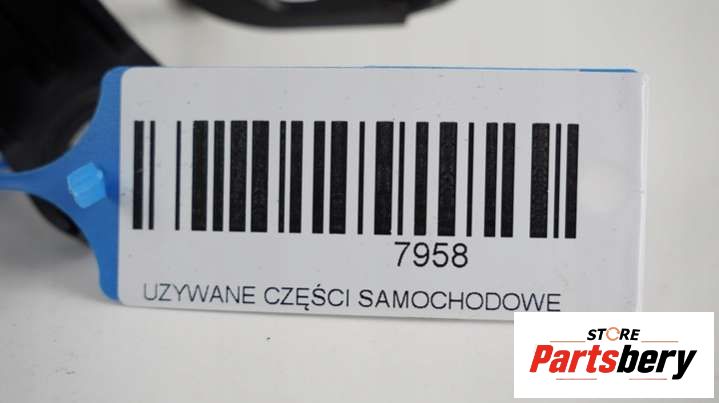 7958
UZYWANE CZĘŚCI SAMOCHODOWE
STORE
Partsbery